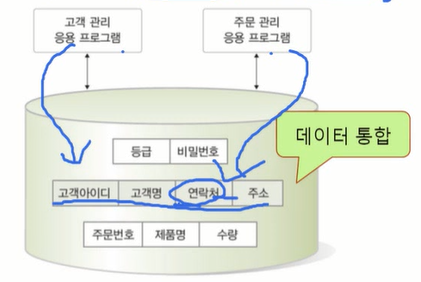 고객 관리
응용 프로그램
주문 관리
응용 프로그램
데이터 통합
등급 비밀번호
고객아이디 고객명 연락처 주소
주문번호 제품명 수량